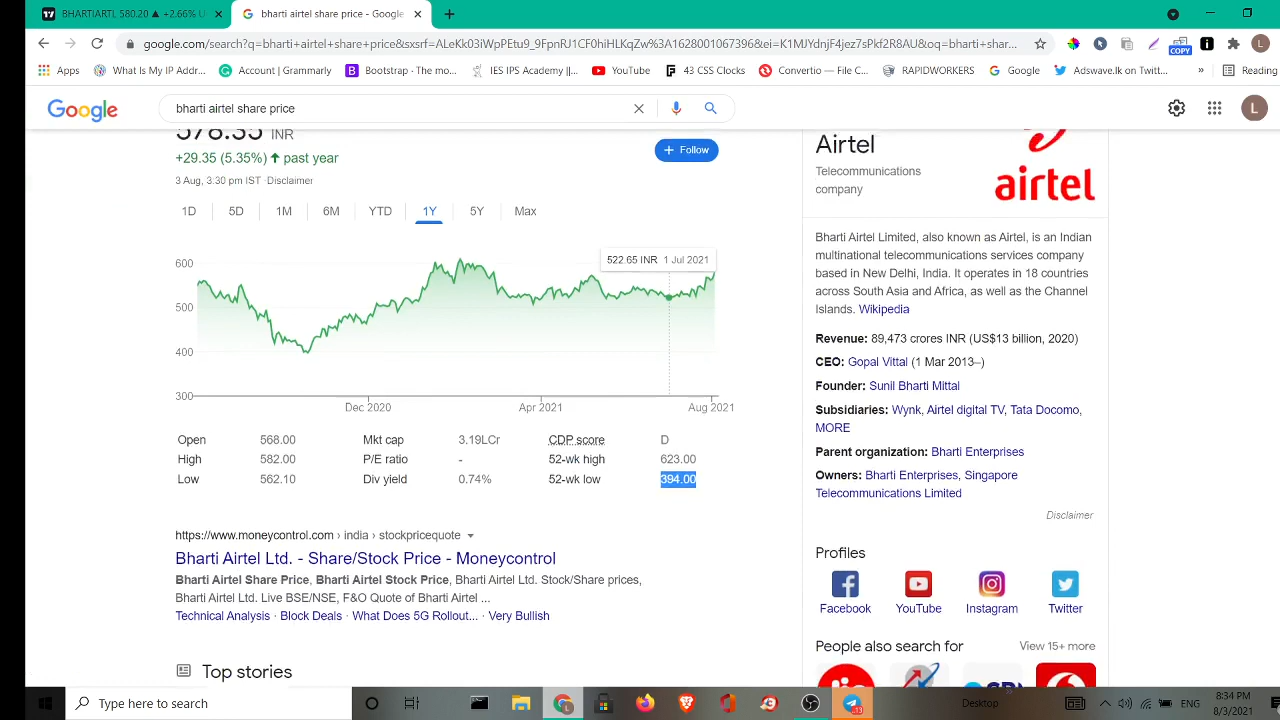 BHARTIARTL 580.20 ▲ +2.66% U
bharti airtel share price - Google
google.com/search?q=bharti+airtel+share+price&sxsrf=
Apps
What Is My IP Addr...
Account | Grammarly
Bootstrap - The mo...
IES IPS Academy ||...
YouTube
43 CSS Clocks
Convertio — File C...
RAPIDWORKERS
Google
Adswave.lk on Twitt...
»
Reading
COPY
L
Google
bharti airtel share price
L
578.35 INR
+29.35 (5.35%) ↑ past year
3 Aug, 3:30 pm IST · Disclaimer
+ Follow
1D 5D 1M 6M YTD 1Y 5Y Max
522.65 INR 1 Jul 2021
600
500
400
300
Dec 2020 Apr 2021 Aug 2021
Open 568.00 Mkt cap 3.19LCr CDP score D
High 582.00 P/E ratio - 52-wk high 623.00
Low 562.10 Div yield 0.74% 52-wk low 394.00
https://www.moneycontrol.com › india › stockpricequote
Bharti Airtel Ltd. - Share/Stock Price - Moneycontrol
Bharti Airtel Share Price, Bharti Airtel Stock Price, Bharti Airtel Ltd. Stock/Share prices,
Bharti Airtel Ltd. Live BSE/NSE, F&O Quote of Bharti Airtel ...
Technical Analysis · Block Deals · What Does 5G Rollout... · Very Bullish
Top stories
Airtel
Telecommunications
company
airtel
Bharti Airtel Limited, also known as Airtel, is an Indian
multinational telecommunications services company
based in New Delhi, India. It operates in 18 countries
across South Asia and Africa, as well as the Channel
Islands. Wikipedia
Revenue: 89,473 crores INR (US$13 billion, 2020)
CEO: Gopal Vittal (1 Mar 2013–)
Founder: Sunil Bharti Mittal
Subsidiaries: Wynk, Airtel digital TV, Tata Docomo,
MORE
Parent organization: Bharti Enterprises
Owners: Bharti Enterprises, Singapore
Telecommunications Limited
Disclaimer
Profiles
Facebook YouTube Instagram Twitter
People also search for View 15+ more
Type here to search
13
Desktop
ENG
8:34 PM
8/3/2021